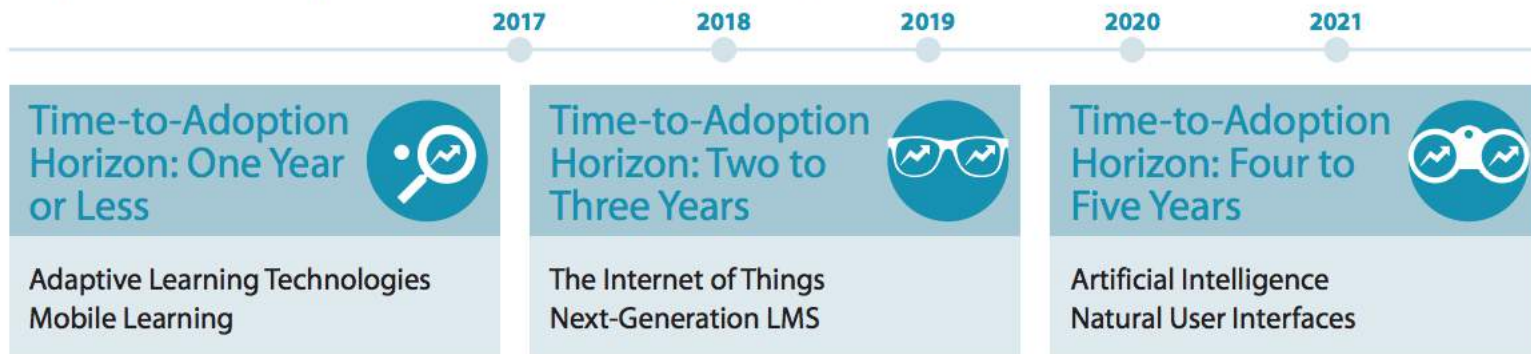 2017 2018 2019 2020 2021
Time-to-Adoption
Horizon: One Year
or Less
Adaptive Learning Technologies
Mobile Learning
Time-to-Adoption
Horizon: Two to
Three Years
The Internet of Things
Next-Generation LMS
Time-to-Adoption
Horizon: Four to
Five Years
Artificial Intelligence
Natural User Interfaces